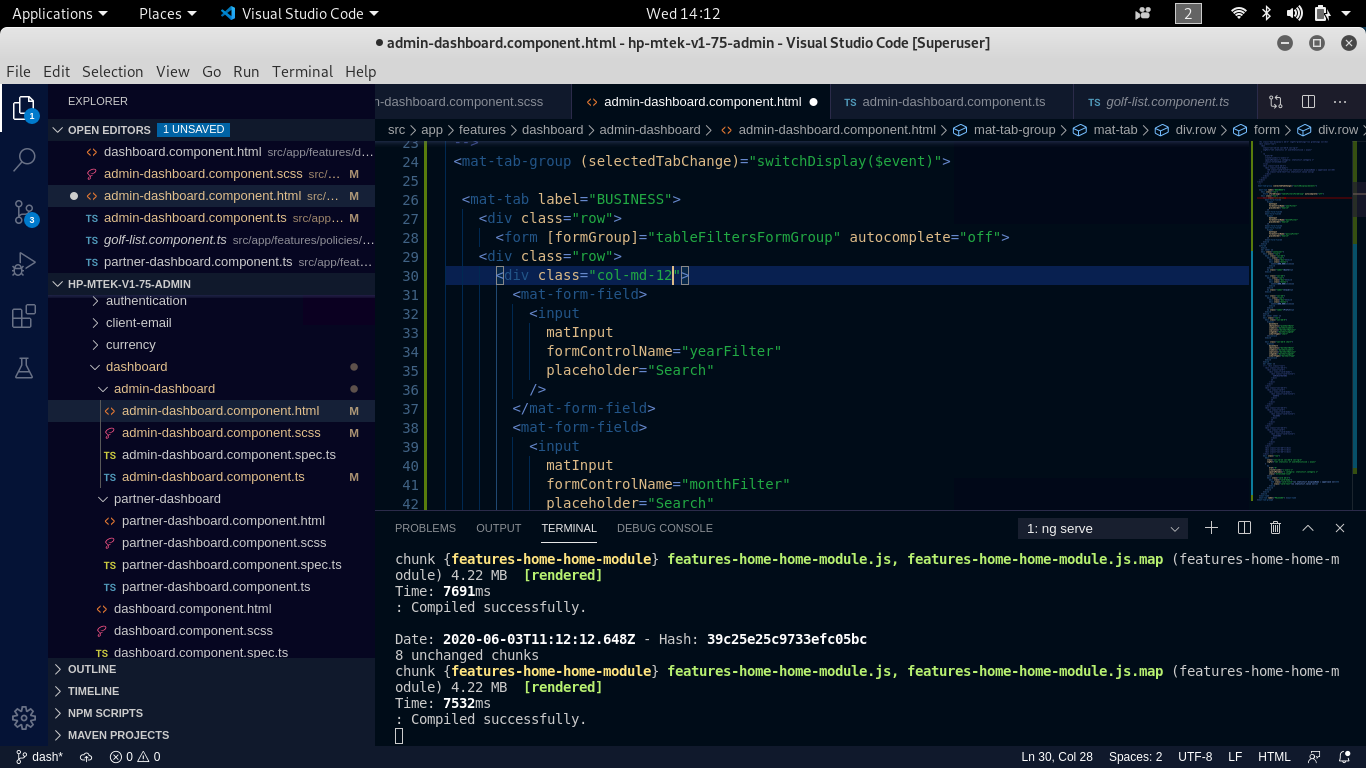 Applications Places Visual Studio Code Wed 14:12 2
admin-dashboard.component.html - hp-mtek-v1-75-admin - Visual Studio Code [Superuser]
File Edit Selection View Go Run Terminal Help
EXPLORER
OPEN EDITORS 1 UNSAVED
dashboard.component.html src/app/features/d...
admin-dashboard.component.scss src/... M
admin-dashboard.component.html src/... M
admin-dashboard.component.ts src/app... M
golf-list.component.ts src/app/features/policies/...
partner-dashboard.component.ts src/app/feat...
HP-MTEK-V1-75-ADMIN
authentication
client-email
currency
dashboard
admin-dashboard
admin-dashboard.component.html M
admin-dashboard.component.scss M
admin-dashboard.component.spec.ts
admin-dashboard.component.ts M
partner-dashboard
partner-dashboard.component.html
partner-dashboard.component.scss
partner-dashboard.component.spec.ts
partner-dashboard.component.ts
dashboard.component.html
dashboard.component.scss
dashboard.component.spec.ts
OUTLINE
TIMELINE
NPM SCRIPTS
MAVEN PROJECTS
n-dashboard.component.scss admin-dashboard.component.html TS admin-dashboard.component.ts TS golf-list.component.ts
src > app > features > dashboard > admin-dashboard > admin-dashboard.component.html > mat-tab-group > mat-tab > div.row > form > div.row
23 -->
24 <mat-tab-group (selectedTabChange)="switchDisplay($event)">
25
26 <mat-tab label="BUSINESS">
27 <div class="row">
28 <form [formGroup]="tableFiltersFormGroup" autocomplete="off">
29 <div class="row">
30 <div class="col-md-12">
31 <mat-form-field>
32 <input
33 matInput
34 formControlName="yearFilter"
35 placeholder="Search"
36 />
37 </mat-form-field>
38 <mat-form-field>
39 <input
40 matInput
41 formControlName="monthFilter"
42 placeholder="Search"
PROBLEMS OUTPUT TERMINAL DEBUG CONSOLE 1: ng serve
chunk {features-home-home-module} features-home-home-module.js, features-home-home-module.js.map (features-home-home-m
odule) 4.22 MB [rendered]
Time: 7691ms
: Compiled successfully.
Date: 2020-06-03T11:12:12.648Z - Hash: 39c25e25c9733efc05bc
8 unchanged chunks
chunk {features-home-home-module} features-home-home-module.js, features-home-home-module.js.map (features-home-home-m
odule) 4.22 MB [rendered]
Time: 7532ms
: Compiled successfully.
dash* 0 0 Ln 30, Col 28 Spaces: 2 UTF-8 LF HTML